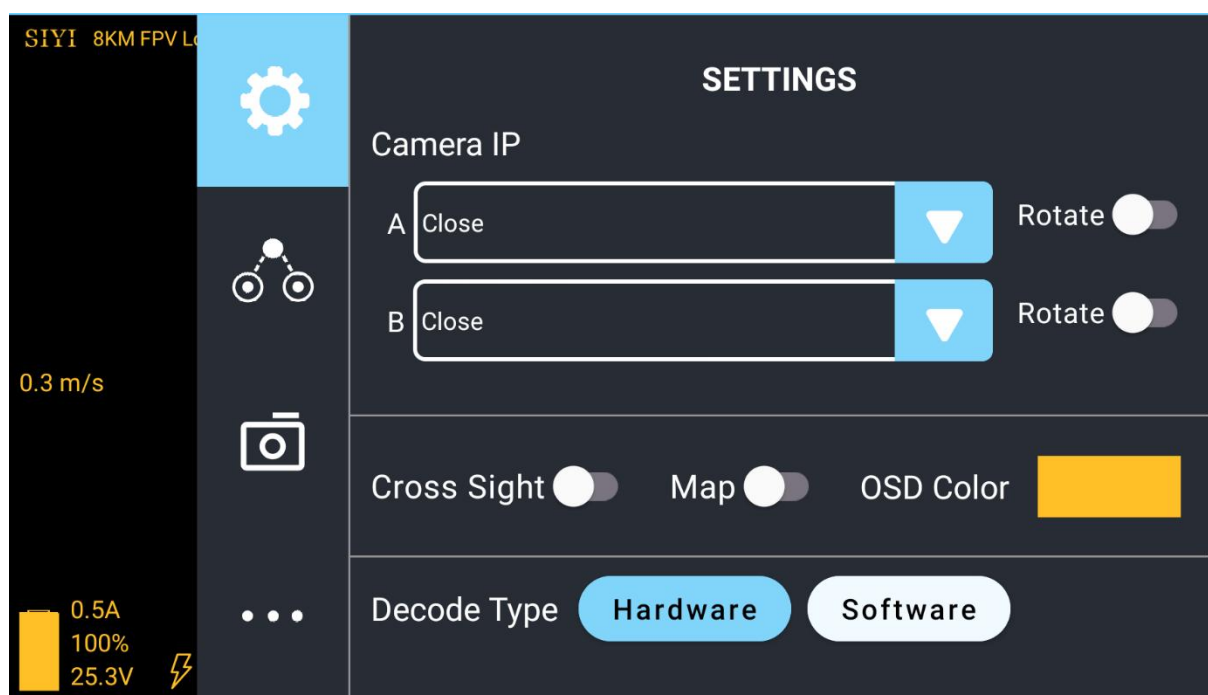 SIYI 8KM FPV
SETTINGS
Camera IP
A Close Rotate
B Close Rotate
0.3 m/s
Cross Sight Map OSD Color
Decode Type Hardware Software
0.5A
100%
25.3V